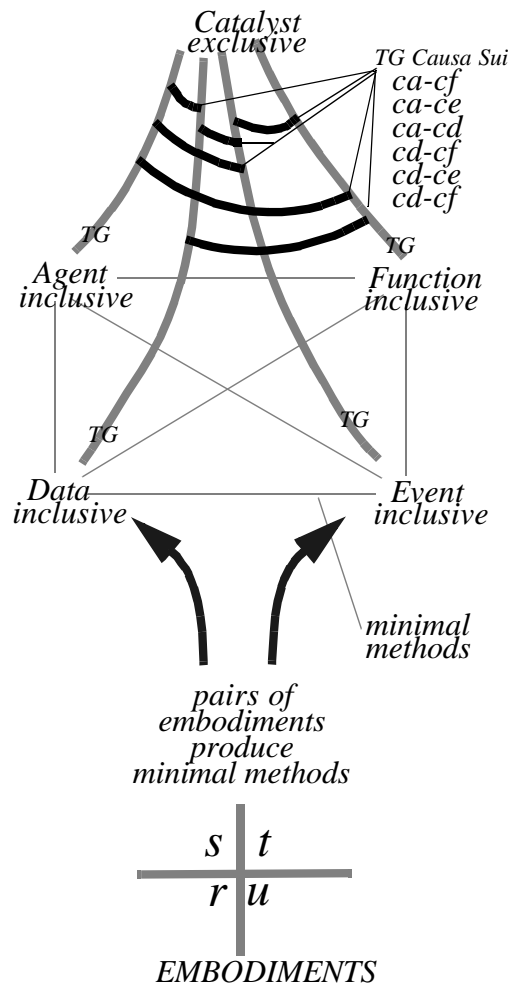 Catalyst
exclusive
TG Causa Sui
ca-cf
ca-ce
ca-cd
cd-cf
cd-ce
cd-cf
TG
TG
Agent
inclusive
Function
inclusive
TG
TG
Data
inclusive
Event
inclusive
minimal
methods
pairs of
embodiments
produce
minimal methods
s t
r u
EMBODIMENTS